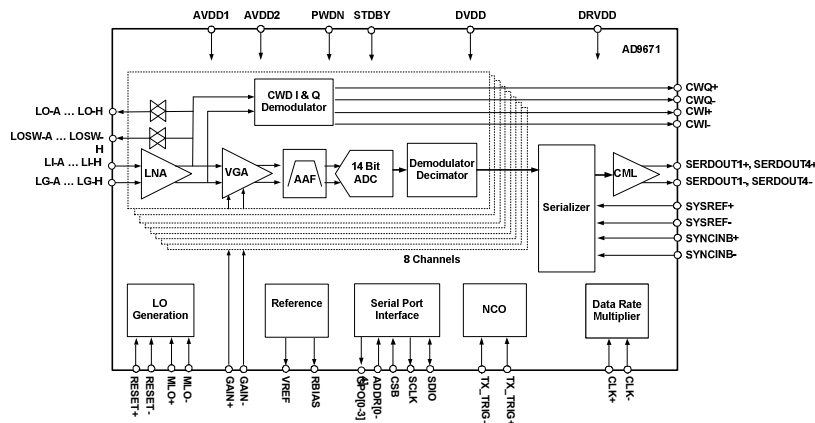 AVDD1
AVDD2
PWDN
STDBY
DVDD
DRVDD
AD9671
CWD I & Q
Demodulator
CWQ+
CWQ-
CWI+
CWI-
LO-A ... LO-H
LOSW-A ... LOSW-
H
LI-A ... LI-H
LG-A ... LG-H
LNA
VGA
AAF
14 Bit
ADC
Demodulator
Decimator
Serializer
CML
SERDOUT1+, SERDOUT4+
SERDOUT1-, SERDOUT4-
SYSREF+
SYSREF-
SYNCINB+
SYNCINB-
8 Channels
LO
Generation
Reference
Serial Port
Interface
NCO
Data Rate
Multiplier
RESET+
RESET-
MLO+
MLO-
GAIN+
GAIN-
VREF
RBIAS
GPO[0-3]
ADDR[0-
CSB
SCLK
SDIO
TX_TRIG-
TX_TRIG+
CLK+
CLK-